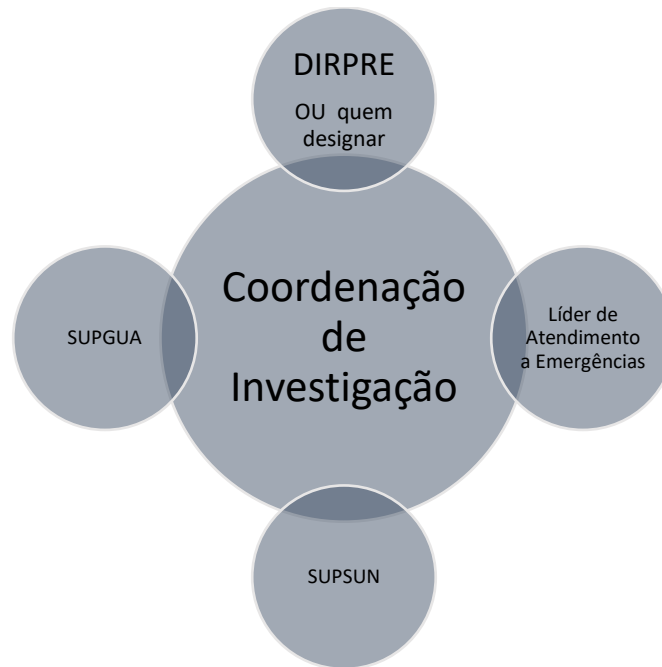 DIRPRE
OU quem
designar
Coordenação
de
Investigação
SUPGUA
Líder de
Atendimento
a Emergências
SUPSUN